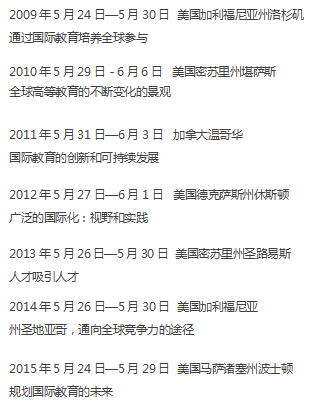 2009 年 5 月 24 日—5 月 30 日 美国加利福尼亚州洛杉矶
通过国际教育培养全球参与
2010 年 5 月 29 日 - 6 月 6 日 美国密苏里州堪萨斯
全球高等教育的不断变化的景观
2011 年 5 月 31 日—6 月 3 日 加拿大温哥华
国际教育的创新和可持续发展
2012 年 5 月 27 日—6 月 1 日 美国德克萨斯州休斯顿
广泛的国际化：视野和实践
2013 年 5 月 26 日—5 月 30 日 美国密苏里州圣路易斯
人才吸引人才
2014 年 5 月 26 日—5 月 30 日 美国加利福尼亚
州圣地亚哥，通向全球竞争力的途径
2015 年 5 月 24 日—5 月 29 日 美国马萨诸塞州波士顿
规划国际教育的未来